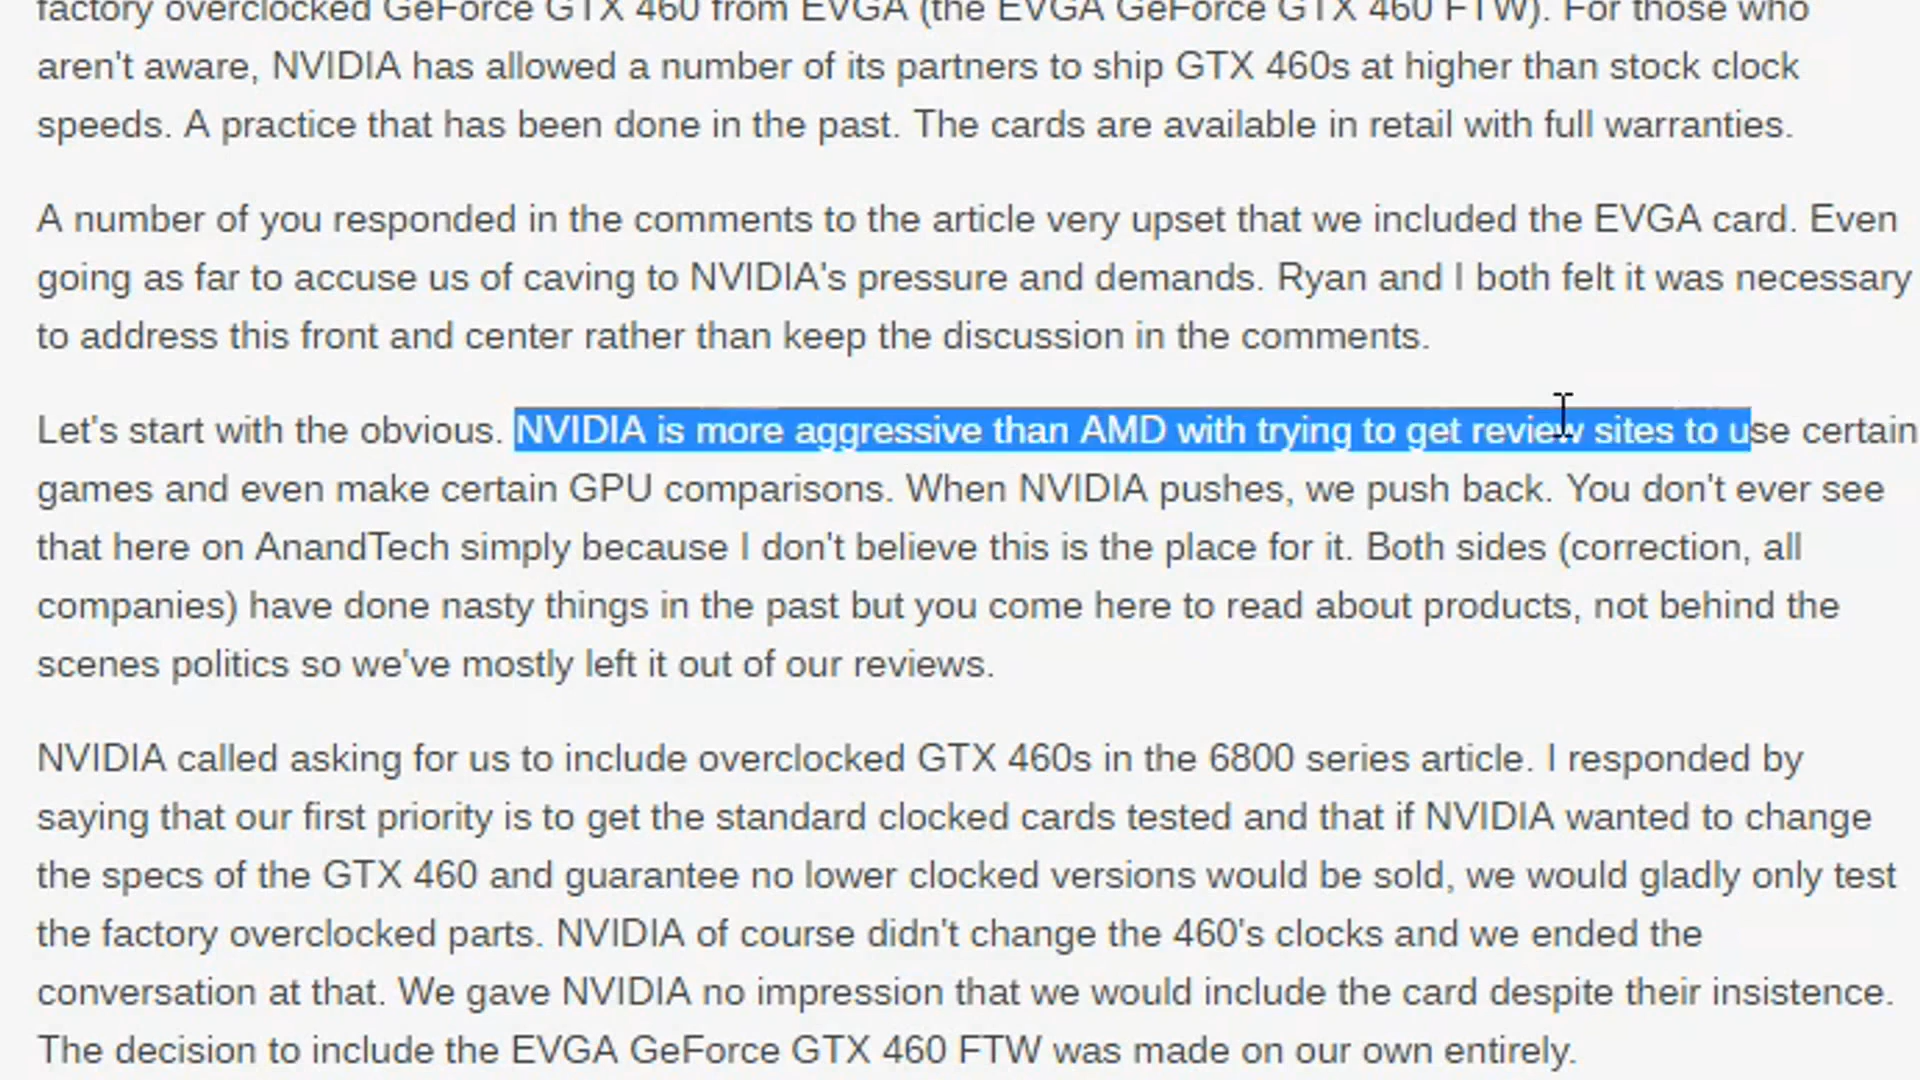 factory overclocked GeForce GTX 460 from EVGA (the EVGA GeForce GTX 460 FTW). For those who
aren't aware, NVIDIA has allowed a number of its partners to ship GTX 460s at higher than stock clock
speeds. A practice that has been done in the past. The cards are available in retail with full warranties.
A number of you responded in the comments to the article very upset that we included the EVGA card. Even
going as far to accuse us of caving to NVIDIA's pressure and demands. Ryan and I both felt it was necessary
to address this front and center rather than keep the discussion in the comments.
Let's start with the obvious. NVIDIA is more aggressive than AMD with trying to get review sites to use certain
games and even make certain GPU comparisons. When NVIDIA pushes, we push back. You don't ever see
that here on AnandTech simply because I don't believe this is the place for it. Both sides (correction, all
companies) have done nasty things in the past but you come here to read about products, not behind the
scenes politics so we've mostly left it out of our reviews.
NVIDIA called asking for us to include overclocked GTX 460s in the 6800 series article. I responded by
saying that our first priority is to get the standard clocked cards tested and that if NVIDIA wanted to change
the specs of the GTX 460 and guarantee no lower clocked versions would be sold, we would gladly only test
the factory overclocked parts. NVIDIA of course didn't change the 460's clocks and we ended the
conversation at that. We gave NVIDIA no impression that we would include the card despite their insistence.
The decision to include the EVGA GeForce GTX 460 FTW was made on our own entirely.